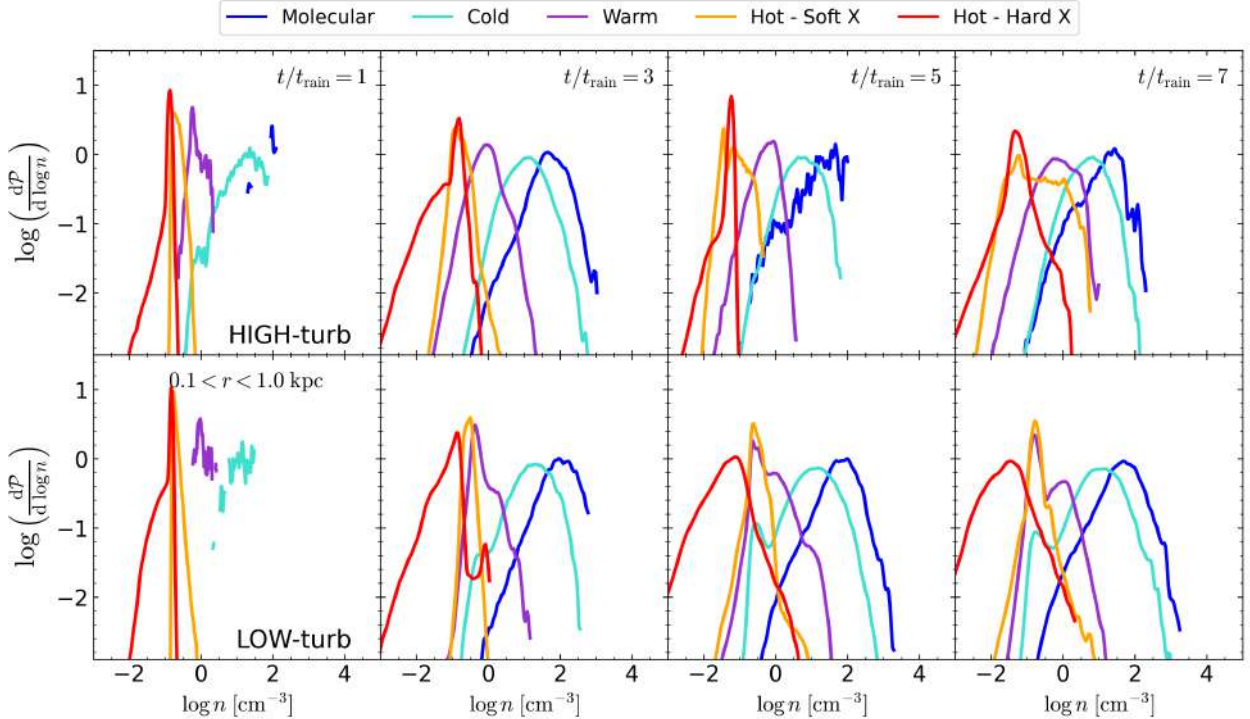 Molecular Cold Warm Hot - Soft X Hot - Hard X
t/t_rain = 1 t/t_rain = 3 t/t_rain = 5 t/t_rain = 7
1
0
−1
−2
log (dP/d log n)
HIGH-turb
0.1 < r < 1.0 kpc
1
0
−1
−2
log (dP/d log n)
LOW-turb
−2 0 2 4 −2 0 2 4 −2 0 2 4 −2 0 2 4
log n [cm⁻³] log n [cm⁻³] log n [cm⁻³] log n [cm⁻³]